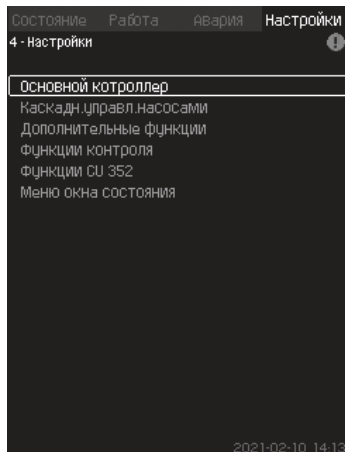 Состояние Работа Авария Настройки
4 - Настройки
Основной котроллер
Каскадн.управл.насосами
Дополнительные функции
Функции контроля
Функции CU 352
Меню окна состояния
2021-02-10 14:13